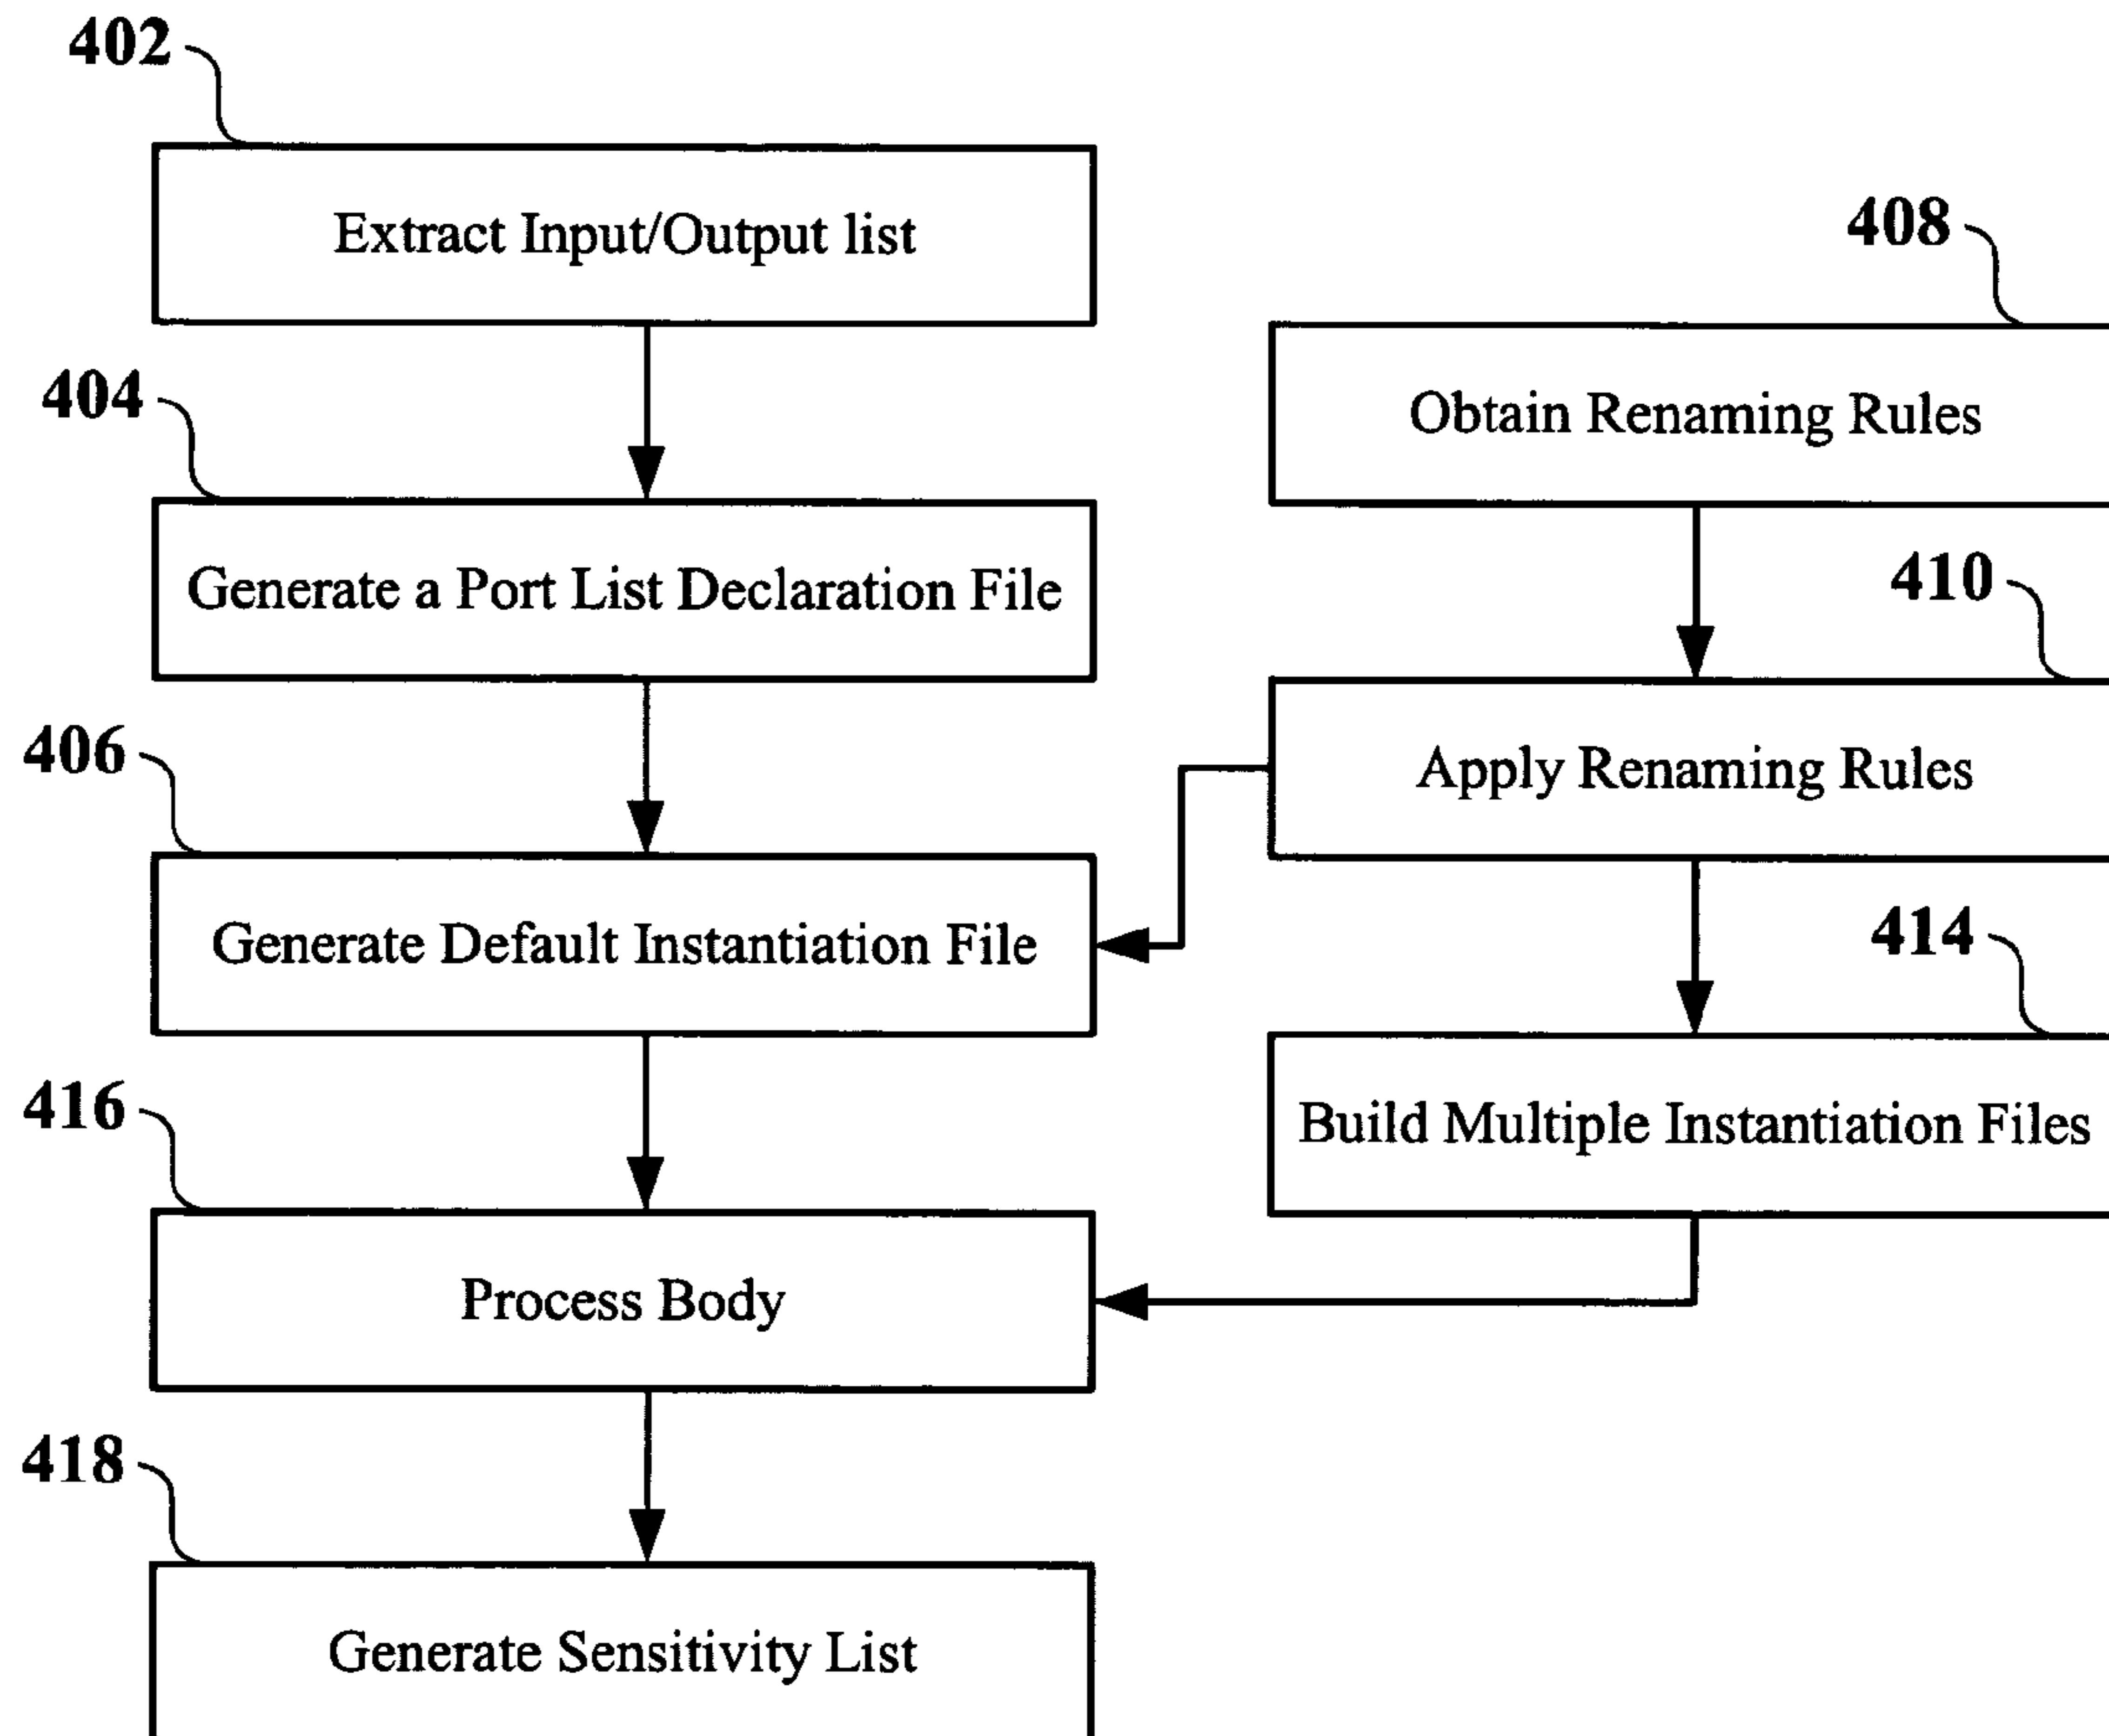 402
Extract Input/Output list
408
Obtain Renaming Rules
404
Generate a Port List Declaration File
410
Apply Renaming Rules
406
Generate Default Instantiation File
414
Build Multiple Instantiation Files
416
Process Body
418
Generate Sensitivity List